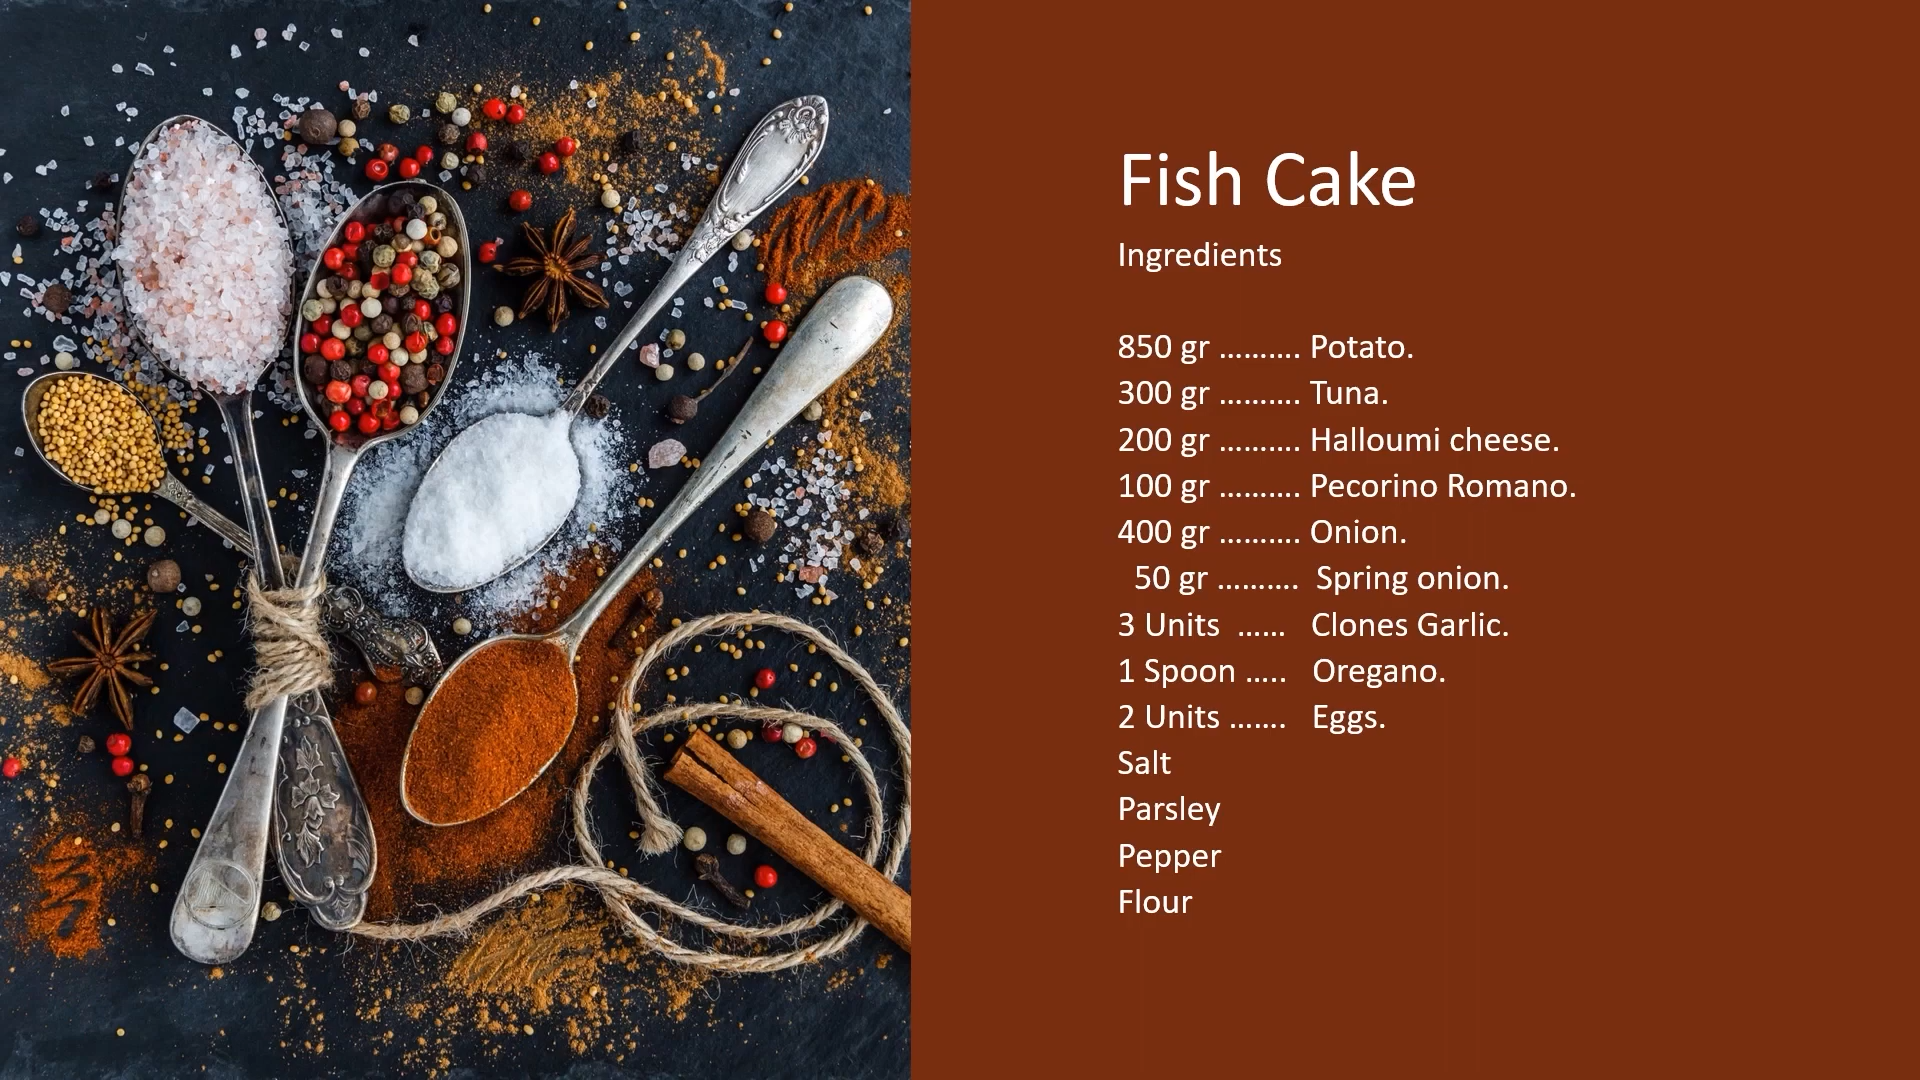 Fish Cake
Ingredients
850 gr .......... Potato.
300 gr .......... Tuna.
200 gr .......... Halloumi cheese.
100 gr .......... Pecorino Romano.
400 gr .......... Onion.
50 gr .......... Spring onion.
3 Units ...... Clones Garlic.
1 Spoon ..... Oregano.
2 Units ....... Eggs.
Salt
Parsley
Pepper
Flour